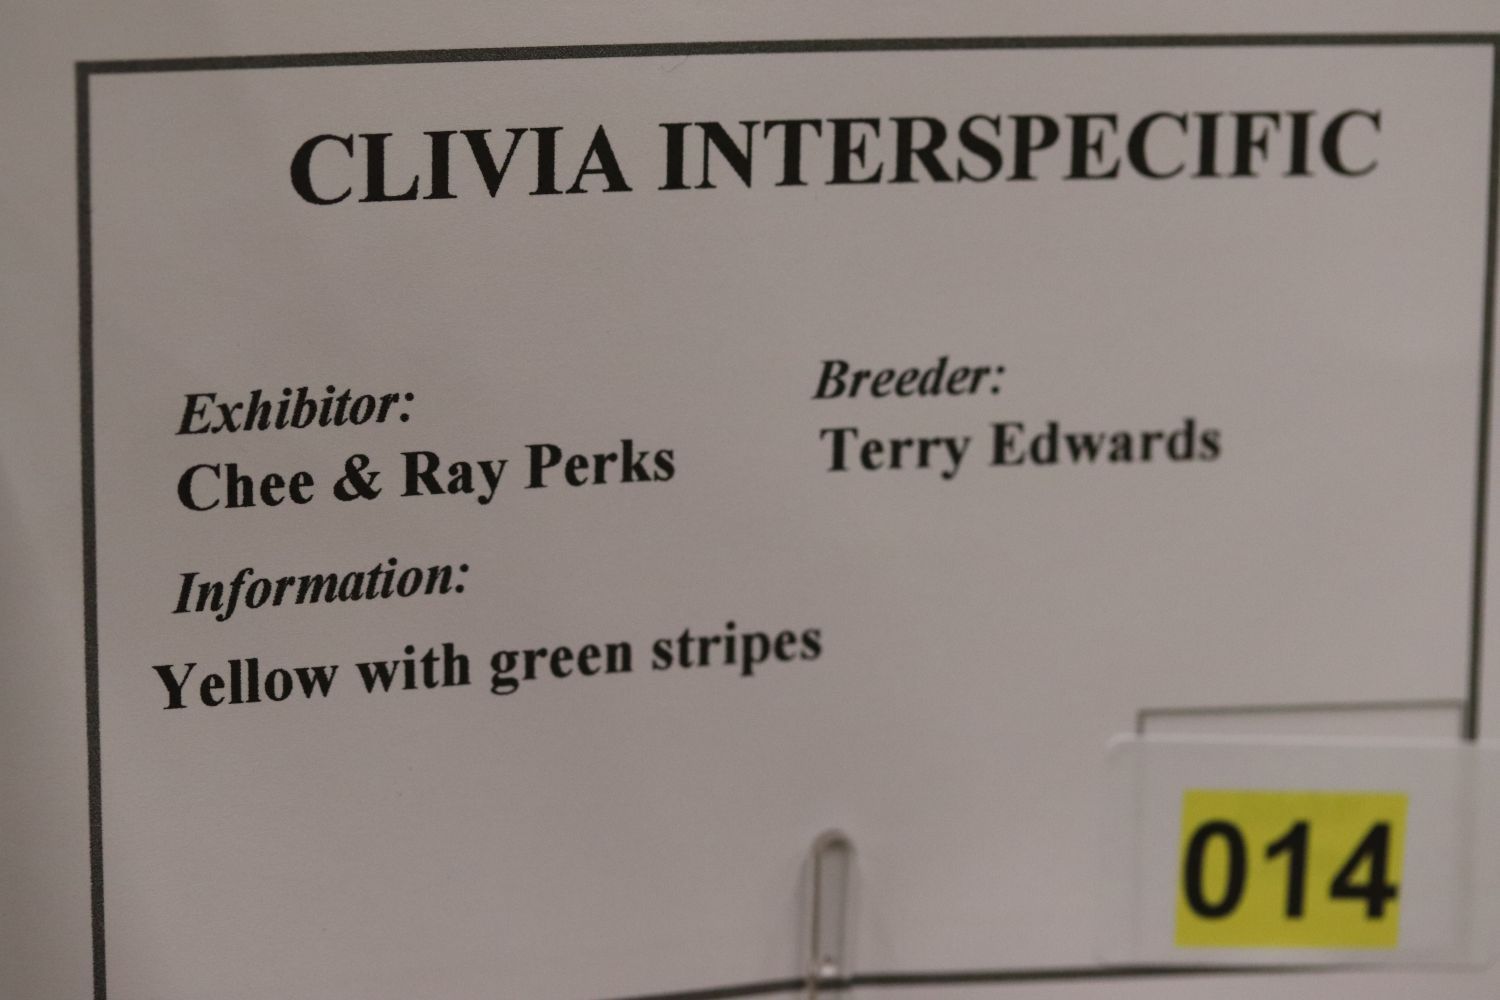 CLIVIA INTERSPECIFIC
Exhibitor:
Chee & Ray Perks
Breeder:
Terry Edwards
Information:
Yellow with green stripes
014